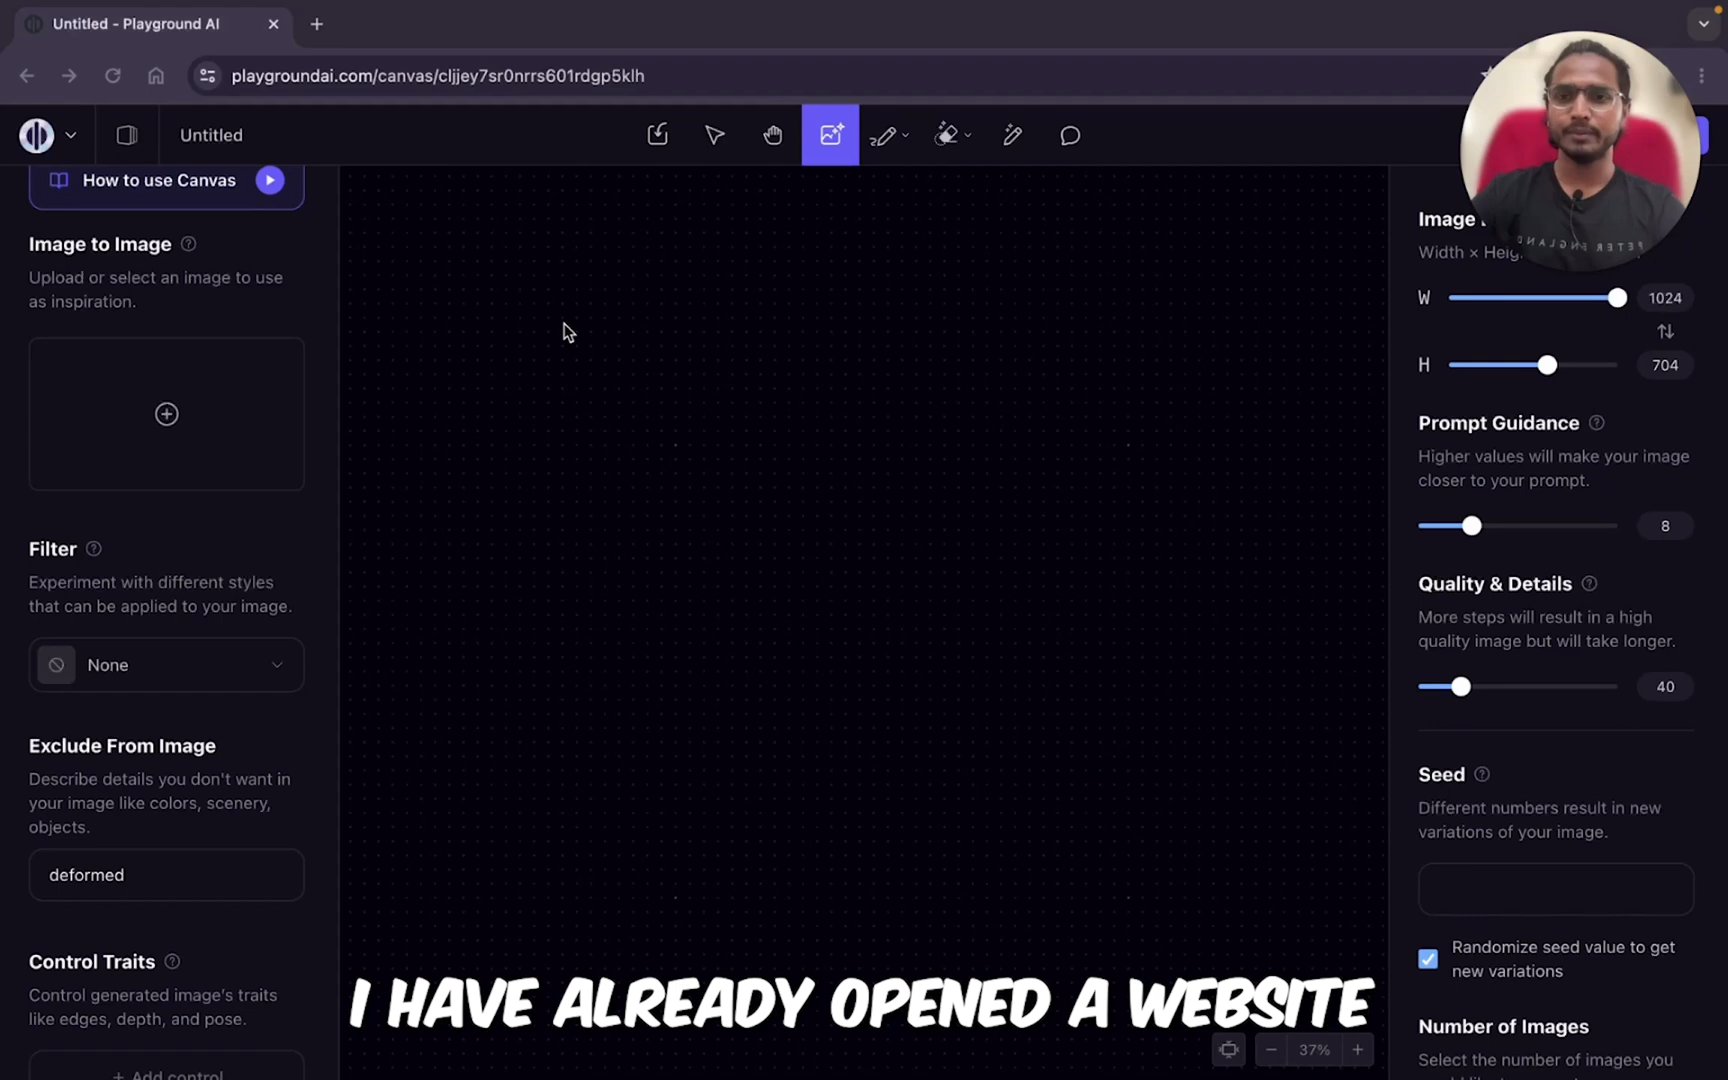 Untitled - Playground AI
playgroundai.com/canvas/cljjey7sr0nrrs601rdgp5klh
Untitled
How to use Canvas
Image to Image
Upload or select an image to use
as inspiration.
Filter
Experiment with different styles
that can be applied to your image.
None
Exclude From Image
Describe details you don't want in
your image like colors, scenery,
objects.
deformed
Control Traits
Control generated image's traits
like edges, depth, and pose.
+ Add control
I HAVE ALREADY OPENED A WEBSITE
37%
Image
Width ×
W 1024
H 704
Prompt Guidance
Higher values will make your image
closer to your prompt.
8
Quality & Details
More steps will result in a high
quality image but will take longer.
40
Seed
Different numbers result in new
variations of your image.
Randomize seed value to get
new variations
Number of Images
Select the number of images you